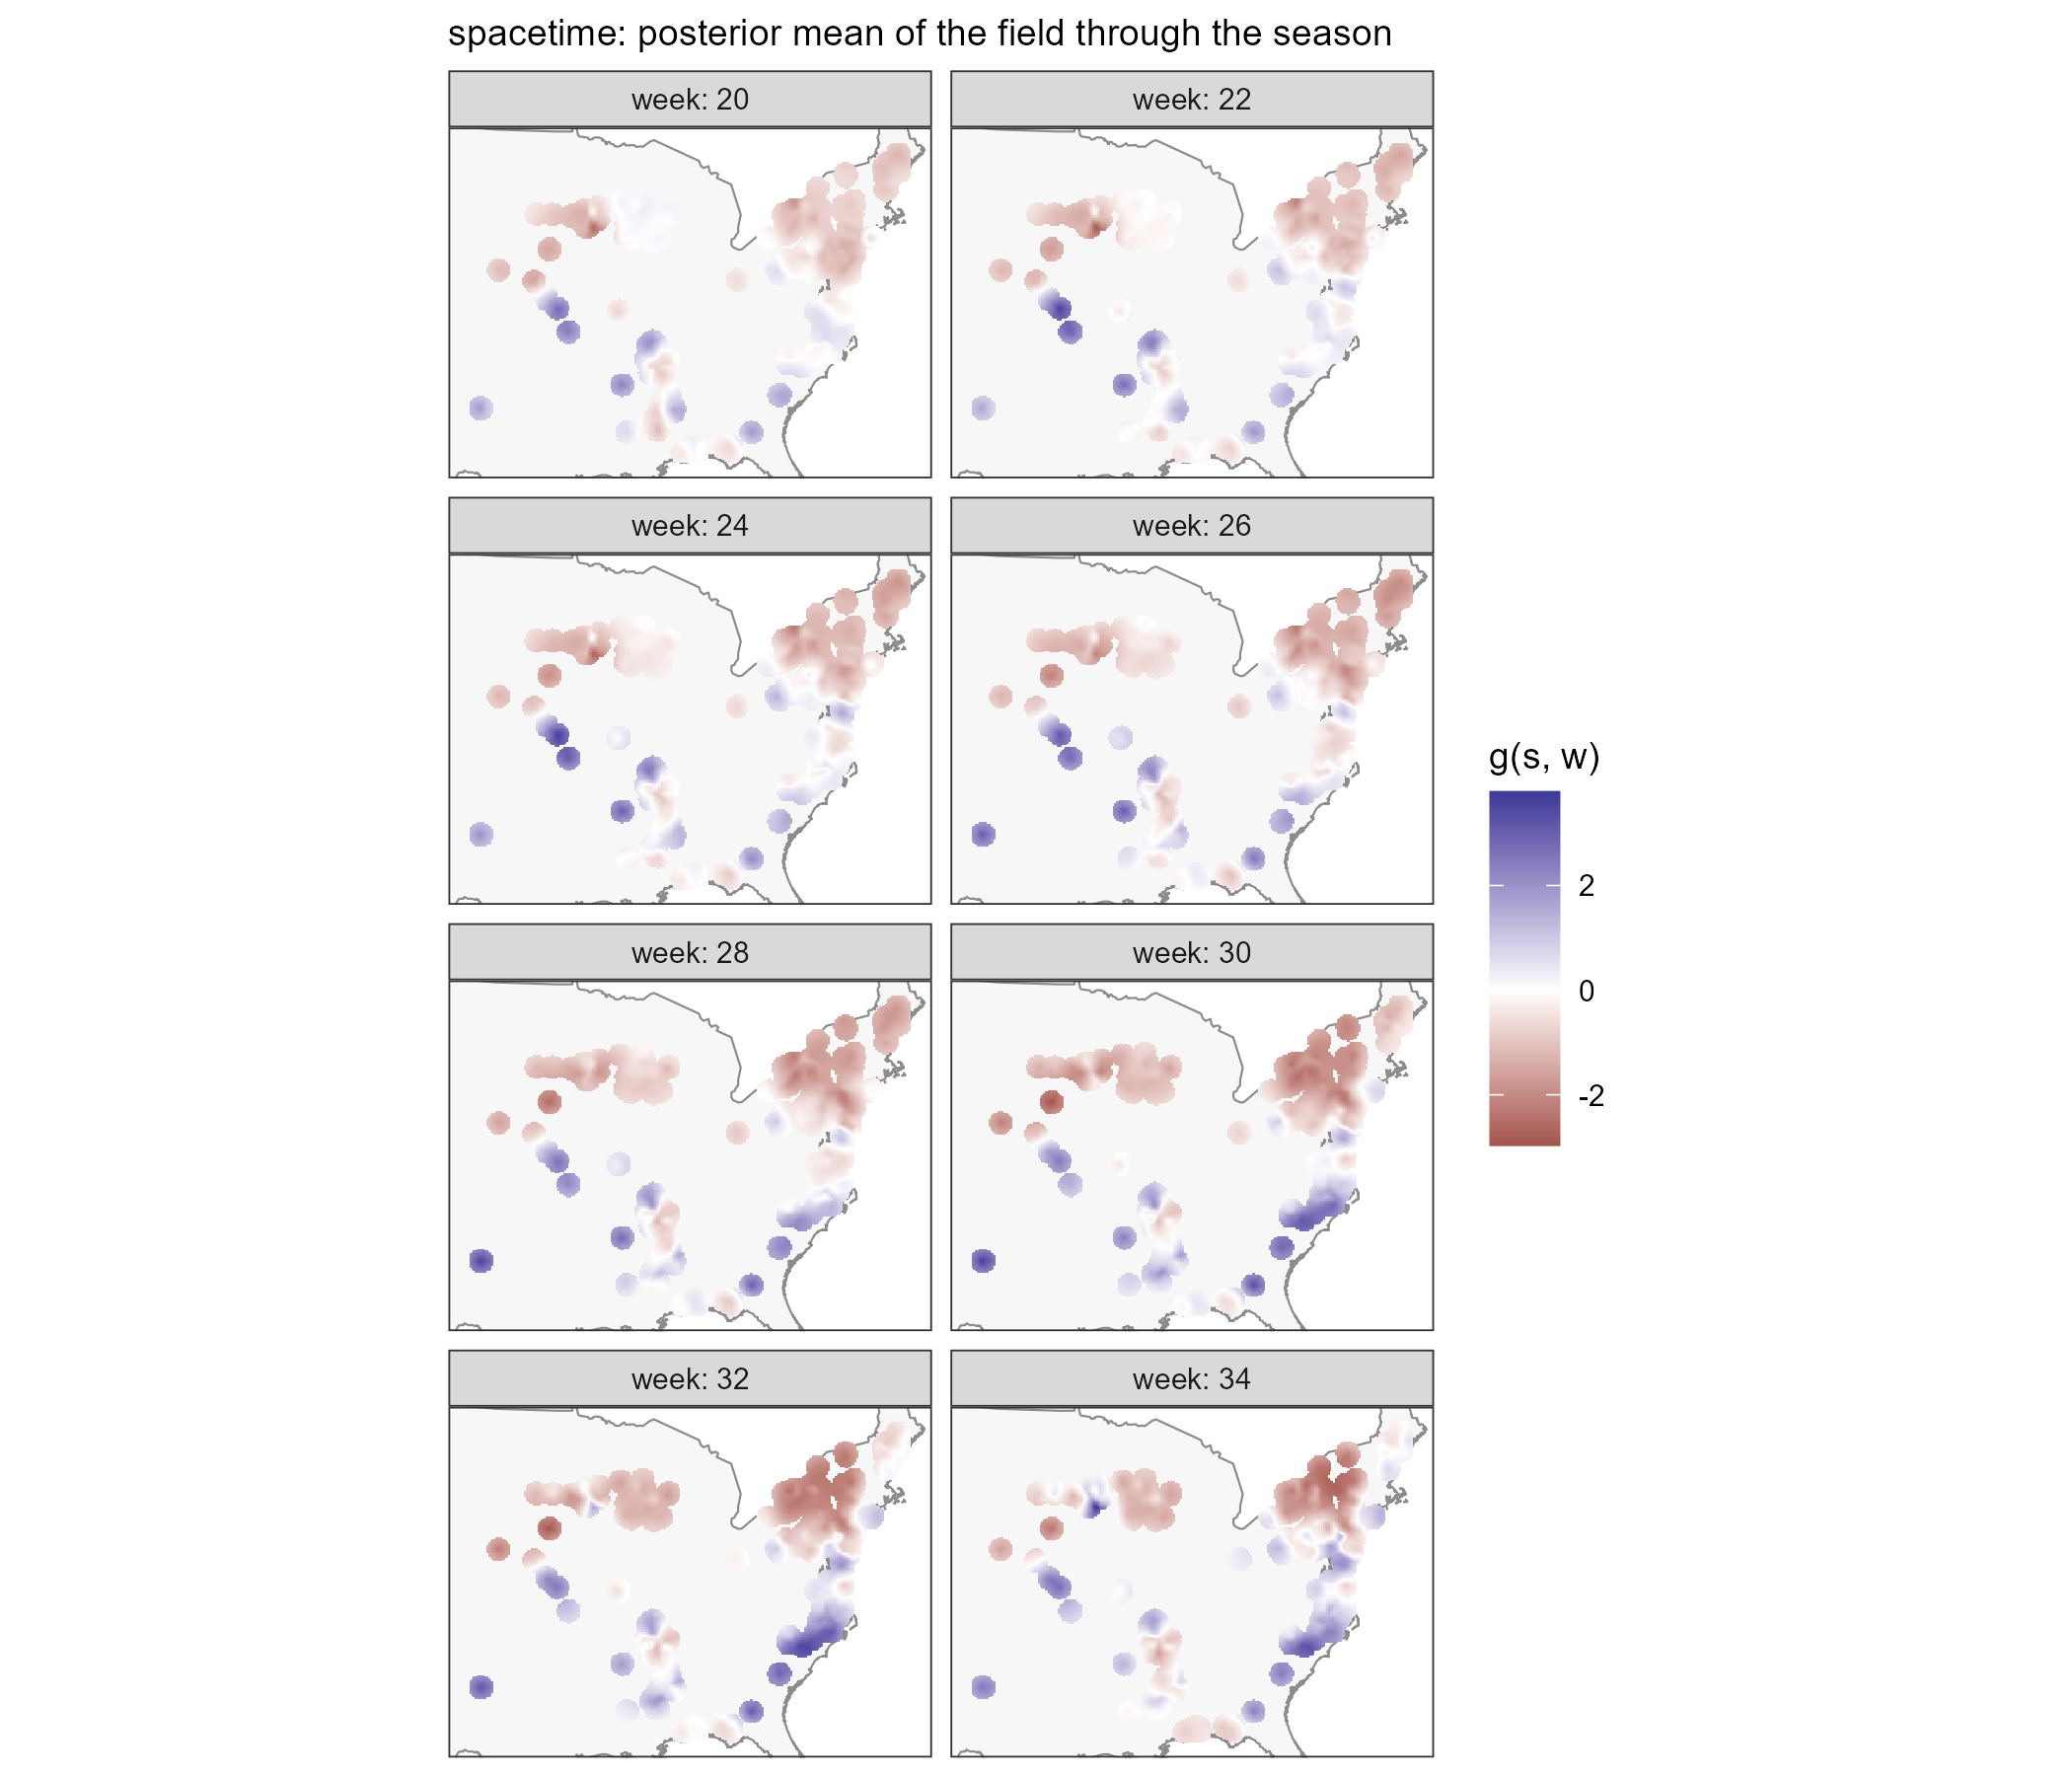 spacetime: posterior mean of the field through the season
week: 20
week: 22
week: 24
week: 26
week: 28
week: 30
week: 32
week: 34
g(s, w)
2
0
-2